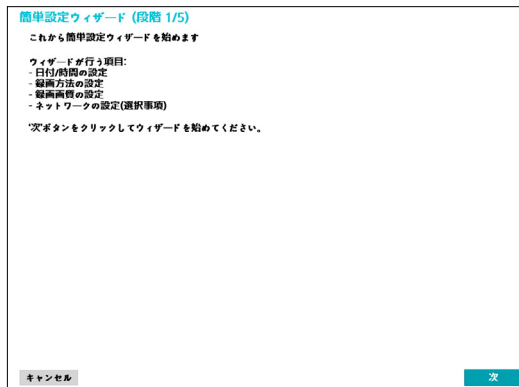 簡単設定ウィザード (段階 1/5)
これから簡単設定ウィザードを始めます
ウィザードが行う項目:
- 日付/時間の設定
- 録画方法の設定
- 録画画質の設定
- ネットワークの設定(選択事項)
'次'ボタンをクリックしてウィザードを始めてください。
キャンセル
次